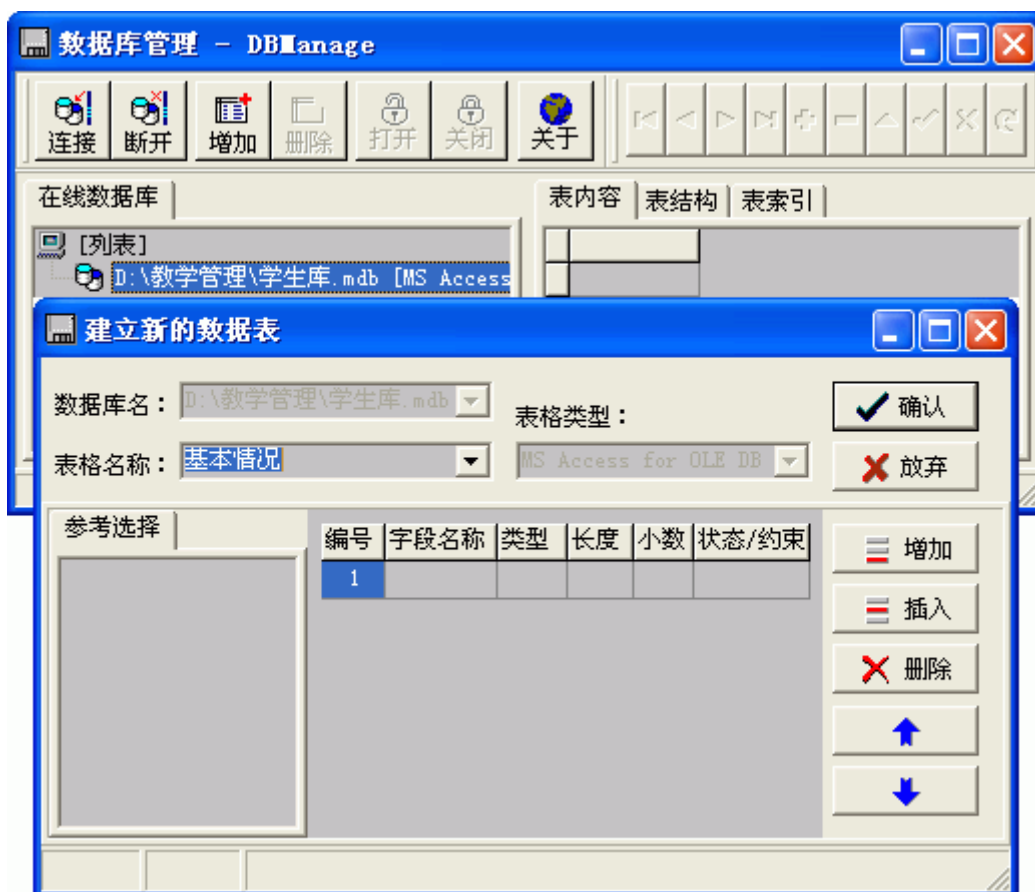 数据库管理 - DBManage
连接 断开 增加 删除 打开 关闭 关于
在线数据库 表内容 表结构 表索引
[列表]
D:\教学管理\学生库.mdb [MS Access
建立新的数据表
数据库名： D:\教学管理\学生库.mdb 表格类型： 确认
表格名称： 基本情况 MS Access for OLE DB 放弃
参考选择 编号 字段名称 类型 长度 小数 状态/约束 增加
1
插入
删除